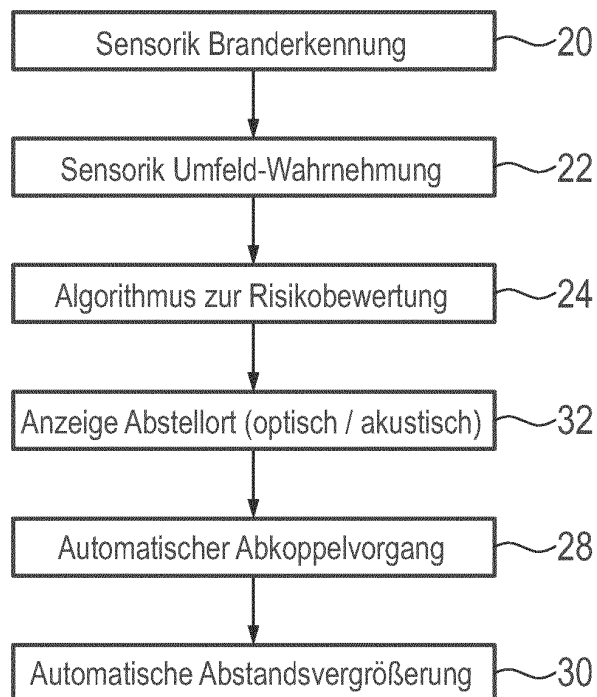 Sensorik Branderkennung 20
Sensorik Umfeld-Wahrnehmung 22
Algorithmus zur Risikobewertung 24
Anzeige Abstellort (optisch / akustisch) 32
Automatischer Abkoppelvorgang 28
Automatische Abstandsvergrößerung 30